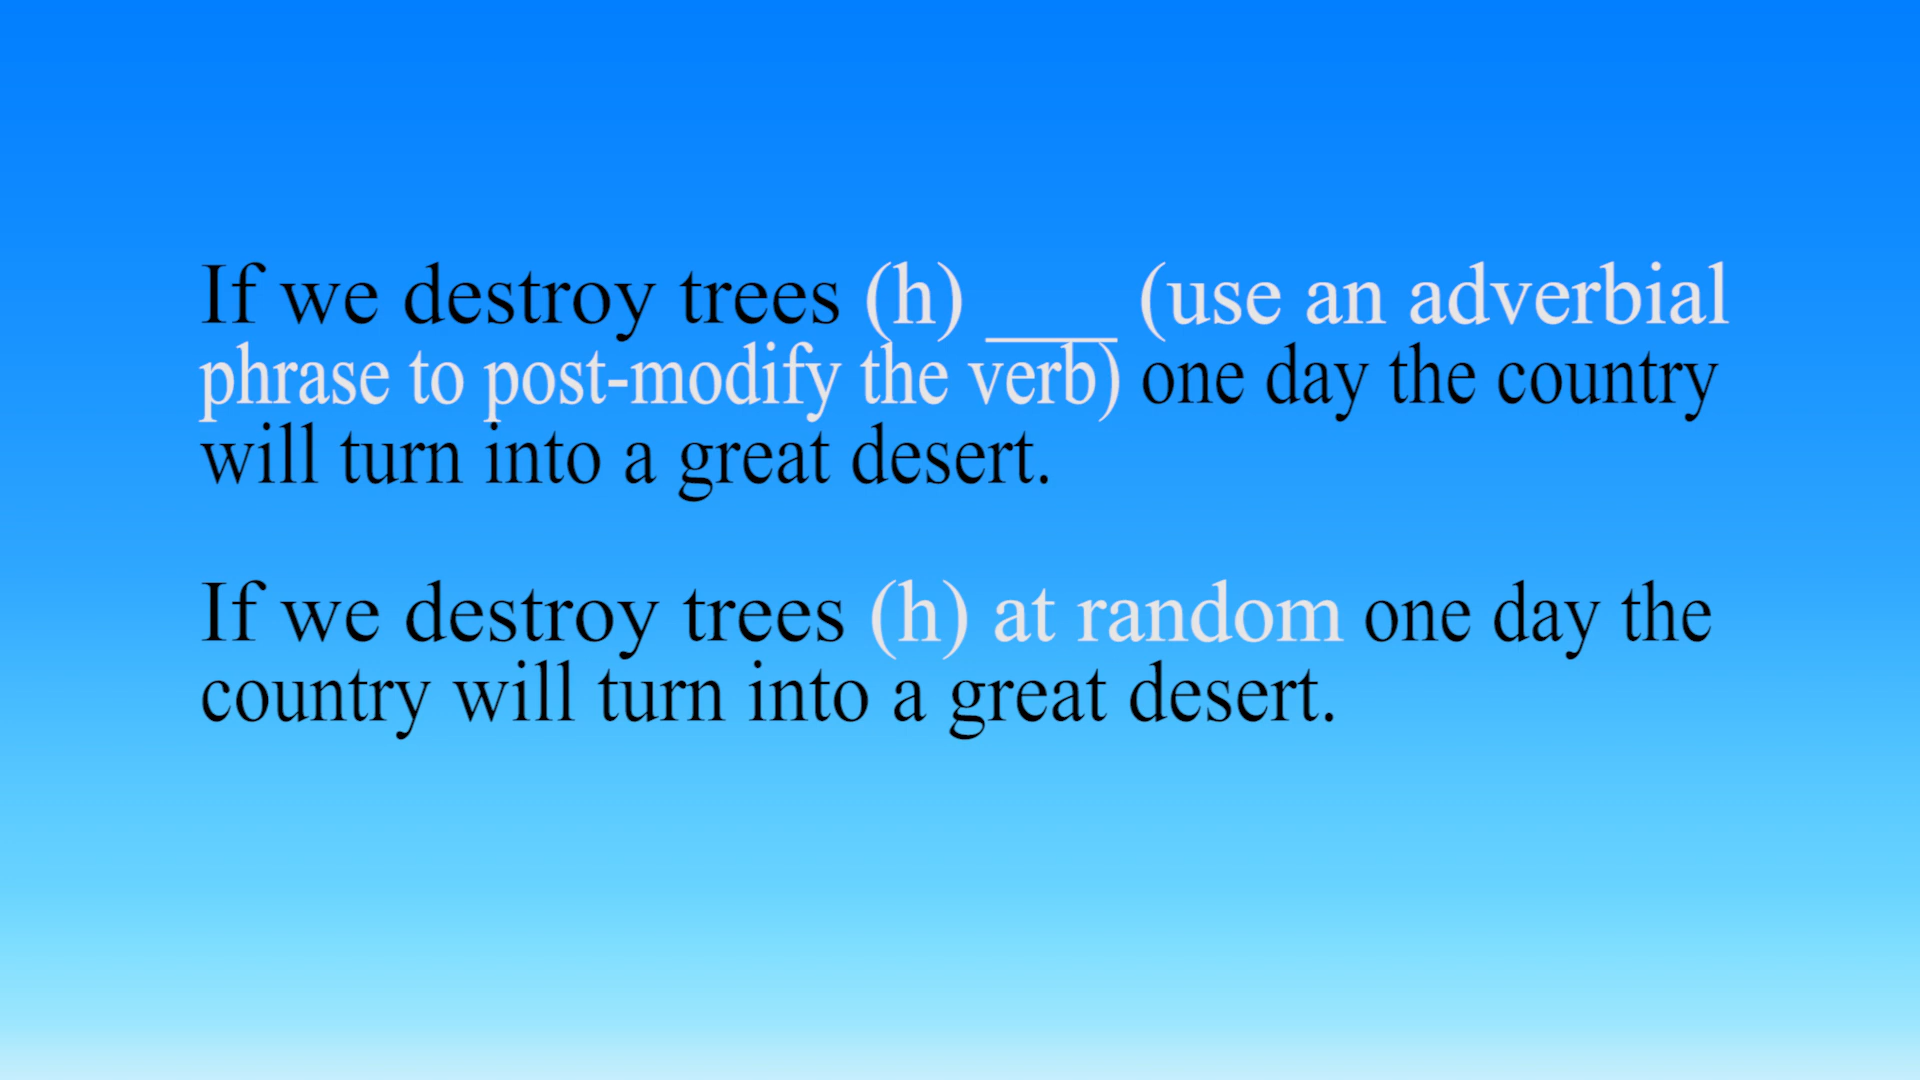 If we destroy trees (h) ____ (use an adverbial
phrase to post-modify the verb) one day the country
will turn into a great desert.
If we destroy trees (h) at random one day the
country will turn into a great desert.